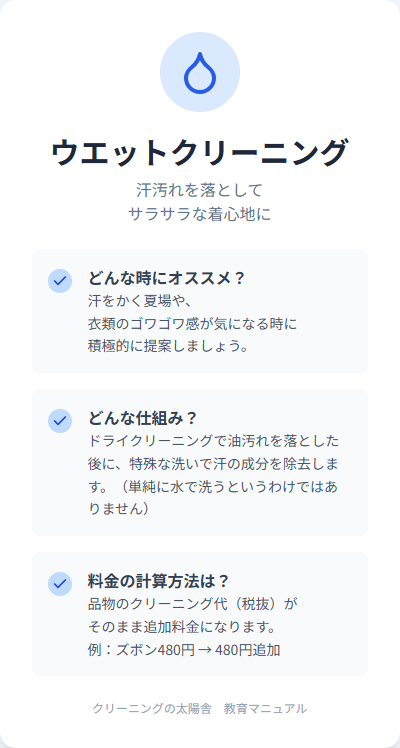 ウエットクリーニング
汗汚れを落として
サラサラな着心地に
どんな時にオススメ？
汗をかく夏場や、
衣類のゴワゴワ感が気になる時に
積極的に提案しましょう。
どんな仕組み？
ドライクリーニングで油汚れを落とした
後に、特殊な洗いで汗の成分を除去しま
す。（単純に水で洗うというわけではあ
りません）
料金の計算方法は？
品物のクリーニング代（税抜）が
そのまま追加料金になります。
例：ズボン480円 → 480円追加
クリーニングの太陽舎　教育マニュアル